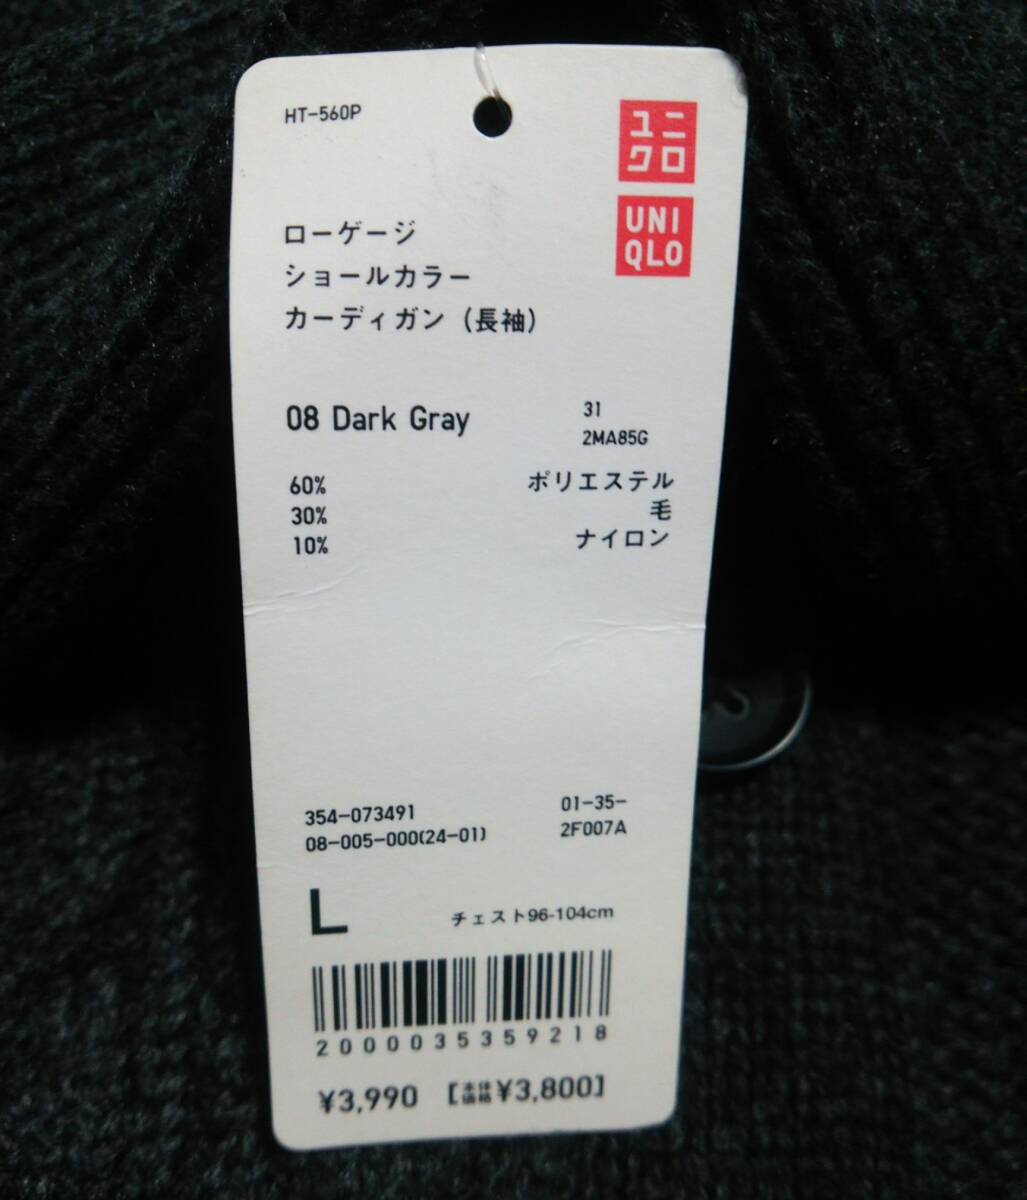 HT-560P
ユニ
クロ
UNI
QLO
ローゲージ
ショールカラー
カーディガン（長袖）
08 Dark Gray
31
2MA85G
60% ポリエステル
30% 毛
10% ナイロン
354-073491
08-005-000(24-01)
01-35-
2F007A
L
チェスト96-104cm
2000035359218
¥3,990 [本体価格¥3,800]